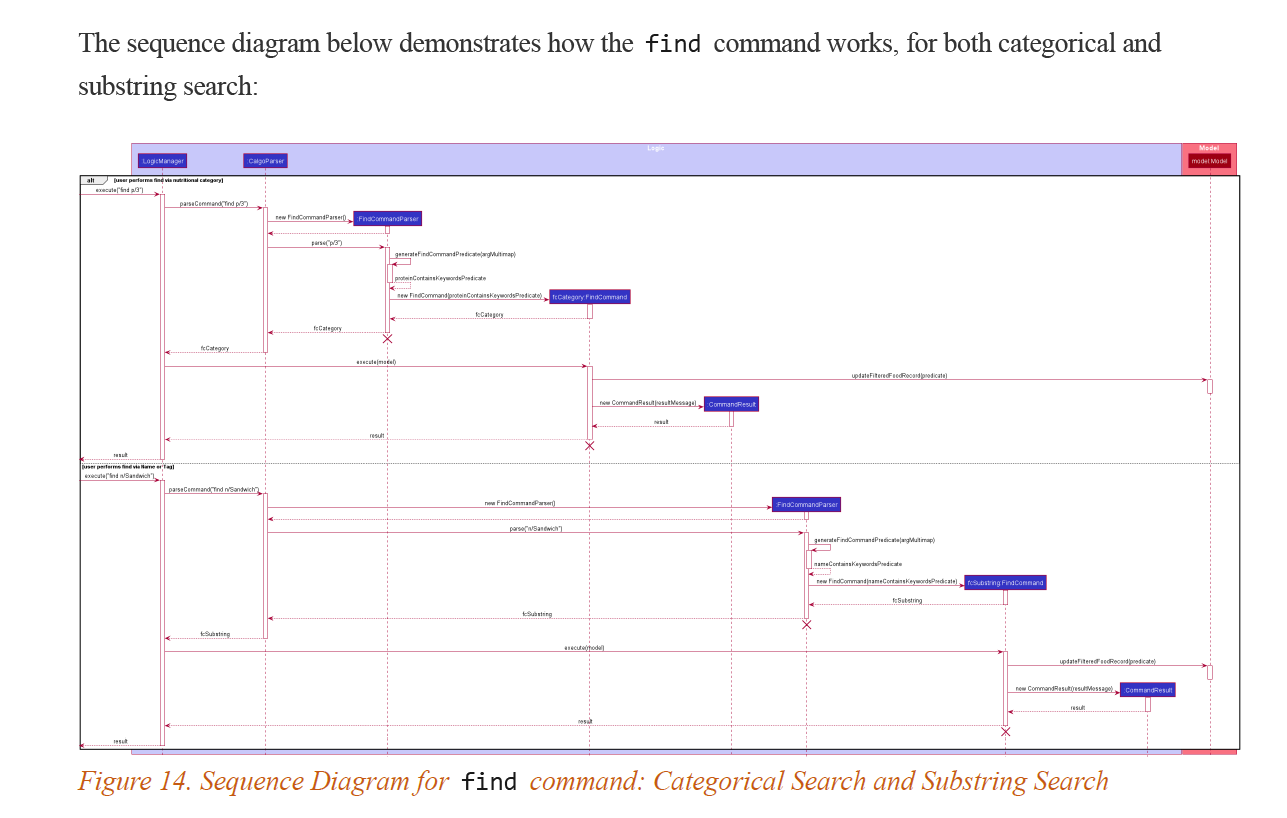 The sequence diagram below demonstrates how the find command works, for both categorical and
substring search:
Logic
Model
:LogicManager
:CalgoParser
model:Model
alt
[user performs find via nutritional category]
execute("find p/3")
parseCommand("find p/3")
new FindCommandParser()
:FindCommandParser
parse("p/3")
generateFindCommandPredicate(argMultimap)
proteinContainsKeywordsPredicate
new FindCommand(proteinContainsKeywordsPredicate)
fcCategory:FindCommand
fcCategory
fcCategory
fcCategory
execute(model)
updateFilteredFoodRecord(predicate)
new CommandResult(resultMessage)
:CommandResult
result
result
result
[user performs find via Name or Tag]
execute("find n/Sandwich")
parseCommand("find n/Sandwich")
new FindCommandParser()
:FindCommandParser
parse("n/Sandwich")
generateFindCommandPredicate(argMultimap)
nameContainsKeywordsPredicate
new FindCommand(nameContainsKeywordsPredicate)
fcSubstring:FindCommand
fcSubstring
fcSubstring
fcSubstring
execute(model)
updateFilteredFoodRecord(predicate)
new CommandResult(resultMessage)
:CommandResult
result
result
result
Figure 14. Sequence Diagram for find command: Categorical Search and Substring Search